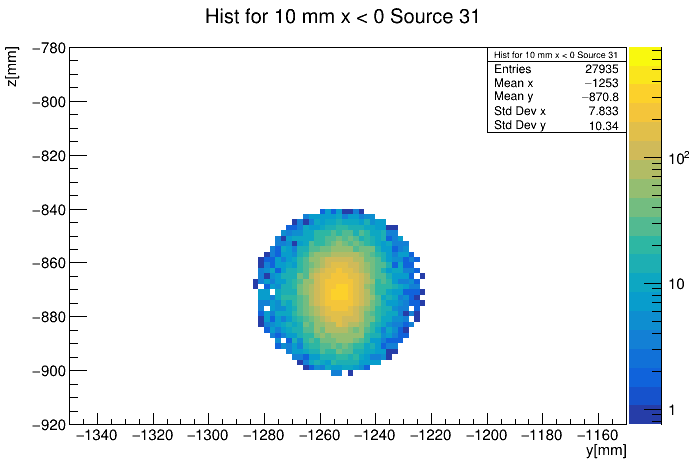 Hist for 10 mm x < 0 Source 31
z[mm]
Hist for 10 mm x < 0 Source 31
Entries 27935
Mean x −1253
Mean y −870.8
Std Dev x 7.833
Std Dev y 10.34
−780
−800
−820
−840
−860
−880
−900
−920
−1340 −1320 −1300 −1280 −1260 −1240 −1220 −1200 −1180 −1160
y[mm]
10²
10
1